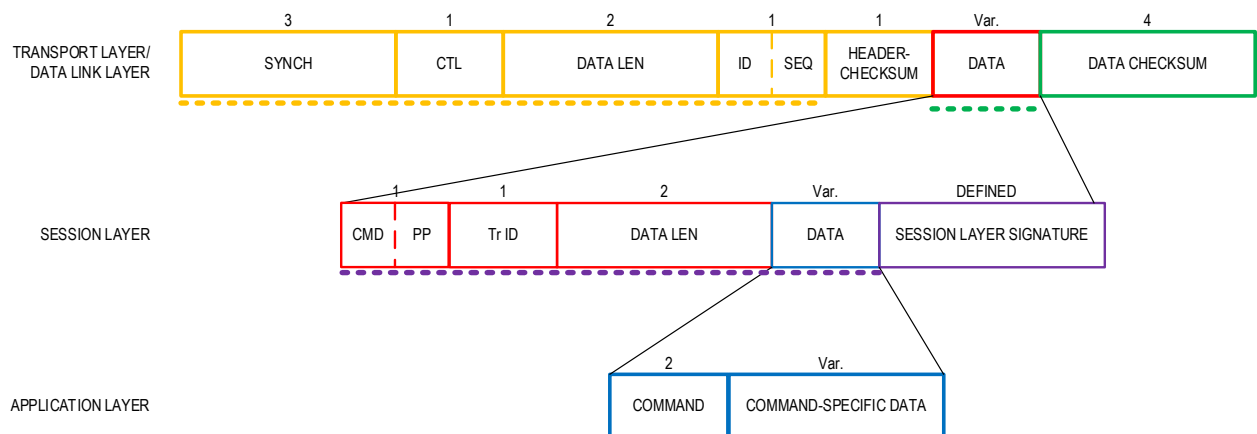 3 1 2 1 1 Var. 4
TRANSPORT LAYER/
DATA LINK LAYER
SYNCH CTL DATA LEN ID SEQ HEADER-
CHECKSUM DATA DATA CHECKSUM
1 1 2 Var. DEFINED
SESSION LAYER CMD PP Tr ID DATA LEN DATA SESSION LAYER SIGNATURE
2 Var.
APPLICATION LAYER COMMAND COMMAND-SPECIFIC DATA